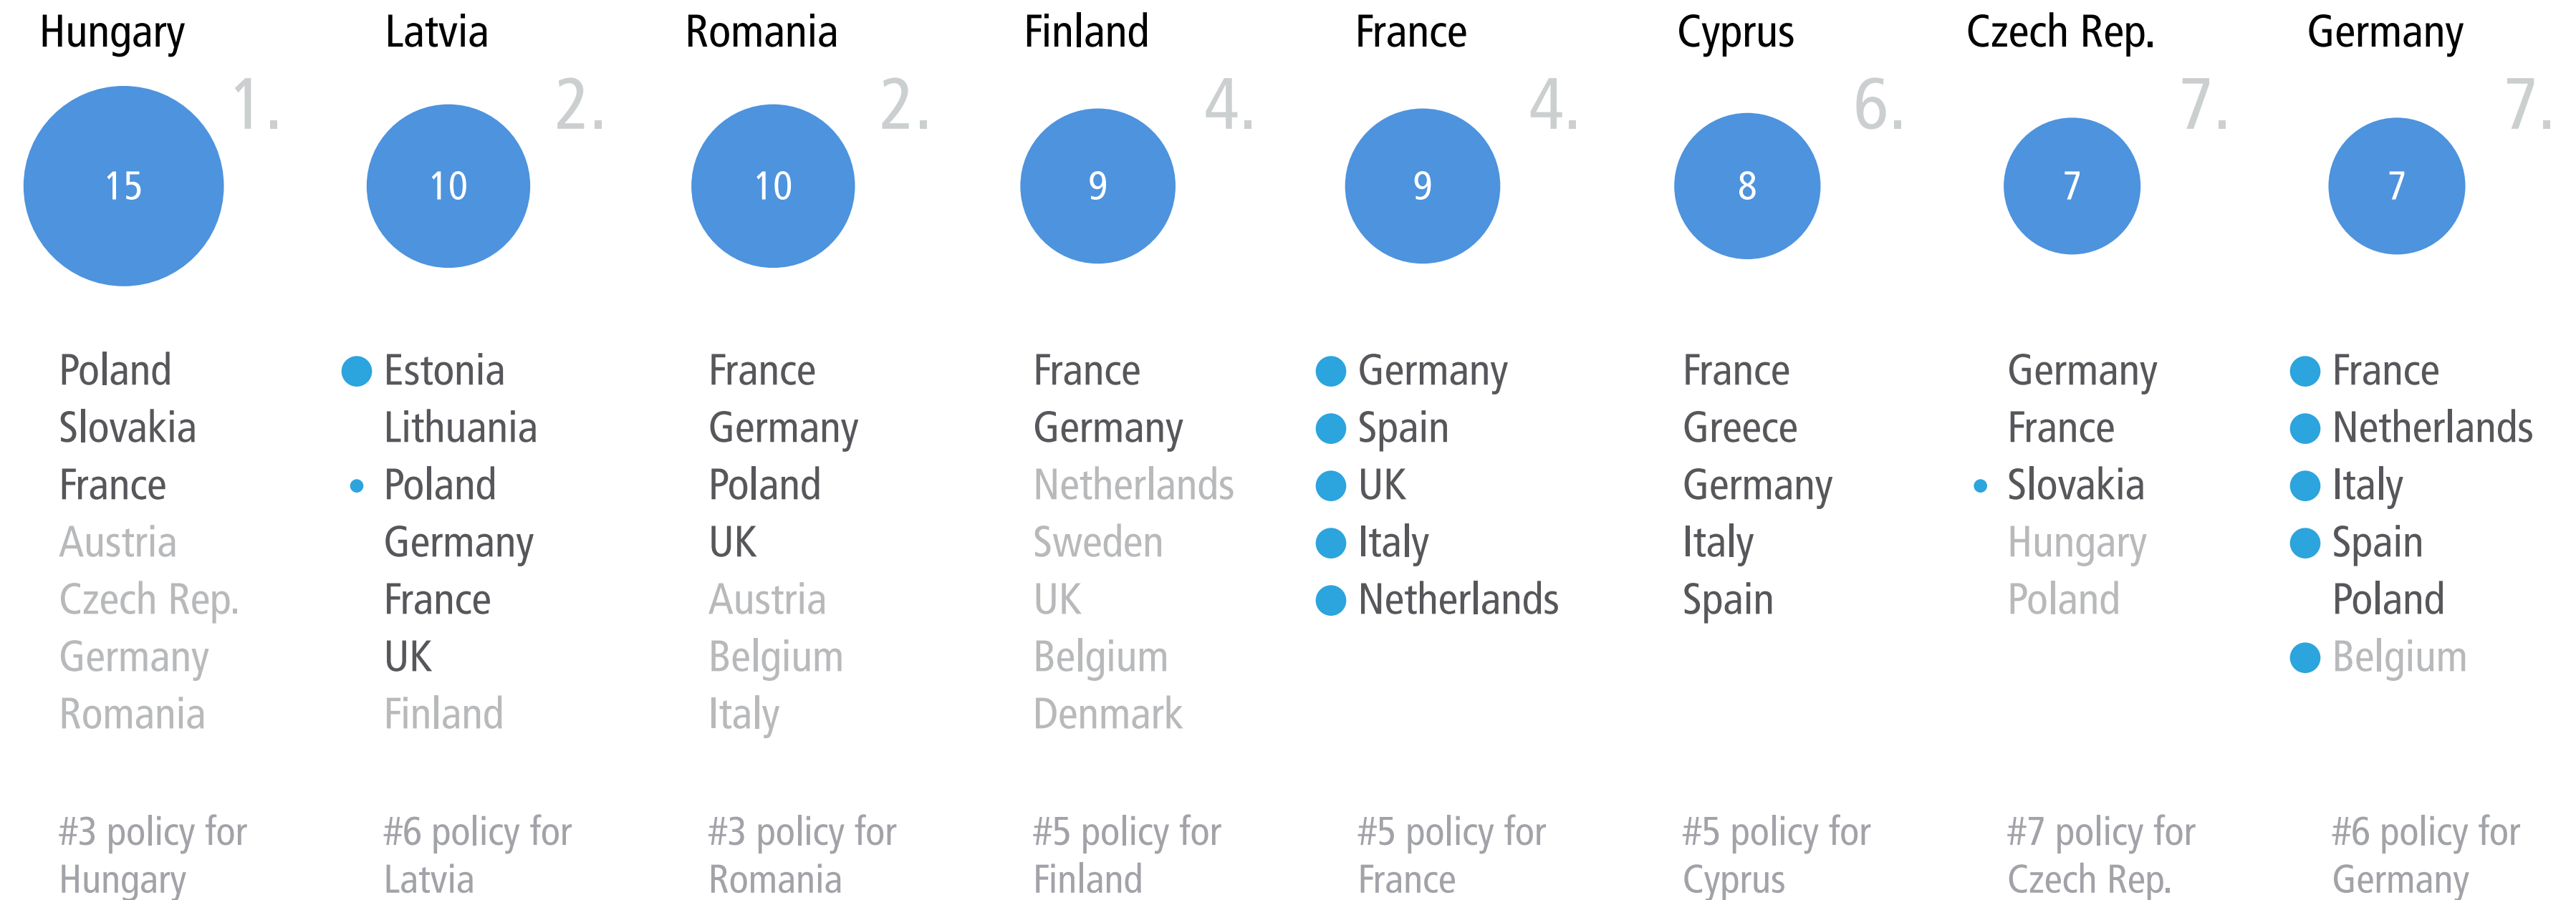 Hungary
1.
15
Poland
Slovakia
France
Austria
Czech Rep.
Germany
Romania
#3 policy for
Hungary
Latvia
2.
10
Estonia
Lithuania
Poland
Germany
France
UK
Finland
#6 policy for
Latvia
Romania
2.
10
France
Germany
Poland
UK
Austria
Belgium
Italy
#3 policy for
Romania
Finland
4.
9
France
Germany
Netherlands
Sweden
UK
Belgium
Denmark
#5 policy for
Finland
France
4.
9
Germany
Spain
UK
Italy
Netherlands
#5 policy for
France
Cyprus
6.
8
France
Greece
Germany
Italy
Spain
#5 policy for
Cyprus
Czech Rep.
7.
7
Germany
France
Slovakia
Hungary
Poland
#7 policy for
Czech Rep.
Germany
7.
7
France
Netherlands
Italy
Spain
Poland
Belgium
#6 policy for
Germany